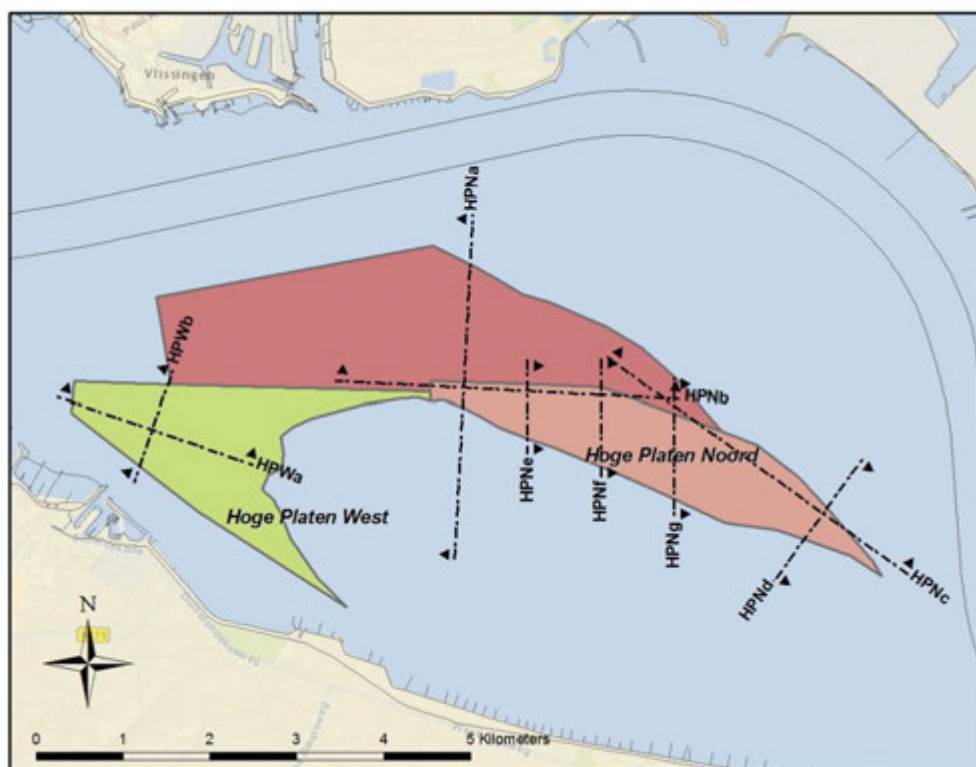 Vlissingen
HPNa
HPWb
HPNb
HPWa
Hoge Platen West
HPNe
HPNf
Hoge Platen Noord
HPNg
HPNd
HPNc
N
0 1 2 3 4 5 Kilometers